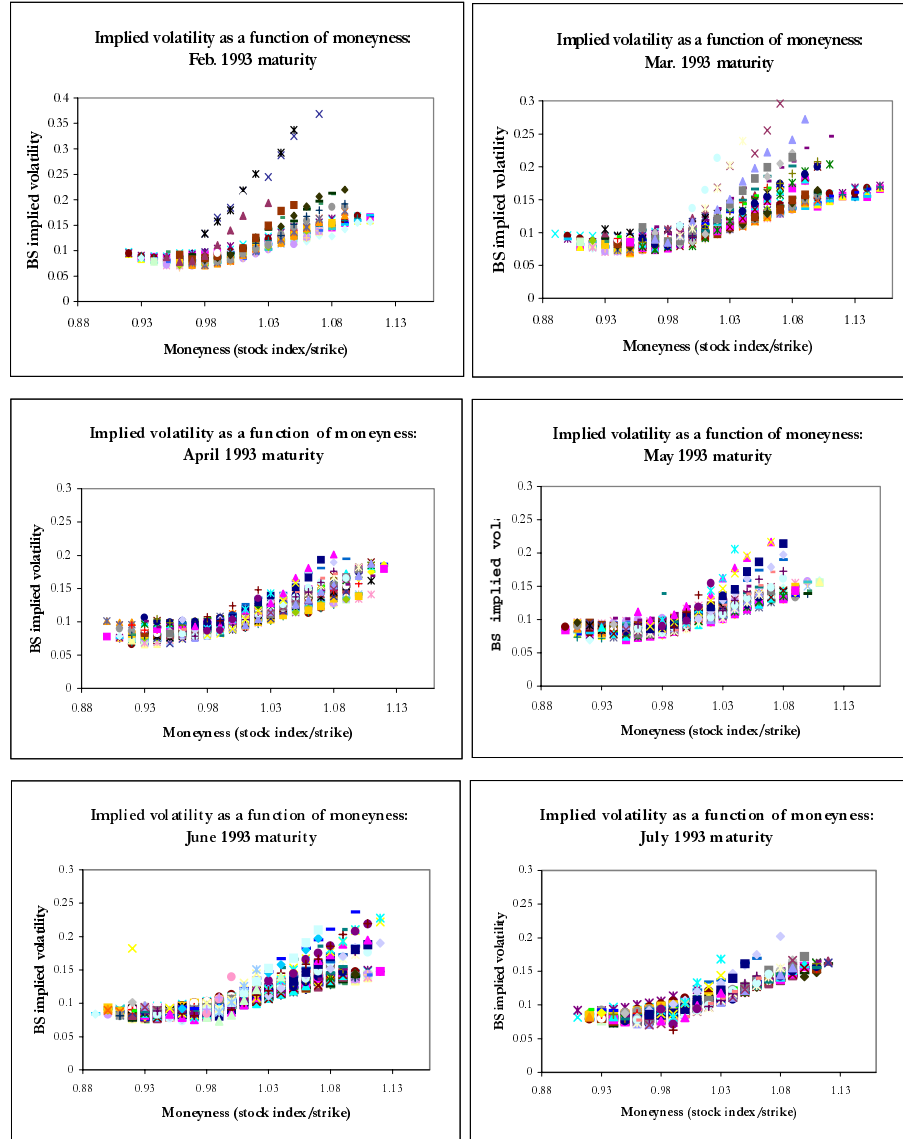 Implied volatility as a function of moneyness:
Feb. 1993 maturity
0.4
0.35
0.3
0.25
0.2
0.15
0.1
0.05
0
BS implied volatility
0.88 0.93 0.98 1.03 1.08 1.13
Moneyness (stock index/strike)
Implied volatility as a function of moneyness:
Mar. 1993 maturity
0.3
0.25
0.2
0.15
0.1
0.05
0
BS implied volatility
0.88 0.93 0.98 1.03 1.08 1.13
Moneyness (stock index/strike)
Implied volatility as a function of moneyness:
April 1993 maturity
0.3
0.25
0.2
0.15
0.1
0.05
0
BS implied volatility
0.88 0.93 0.98 1.03 1.08 1.13
Moneyness (stock index/strike)
Implied volatility as a function of moneyness:
May 1993 maturity
0.3
0.25
0.2
0.15
0.1
0.05
0
BS implied vol
0.88 0.93 0.98 1.03 1.08 1.13
Moneyness (stock index/strike)
Implied volatility as a function of moneyness:
June 1993 maturity
0.3
0.25
0.2
0.15
0.1
0.05
0
BS implied volatility
0.88 0.93 0.98 1.03 1.08 1.13
Moneyness (stock index/strike)
Implied volatility as a function of moneyness:
July 1993 maturity
0.3
0.25
0.2
0.15
0.1
0.05
0
BS implied volatility
0.88 0.93 0.98 1.03 1.08 1.13
Moneyness (stock index/strike)